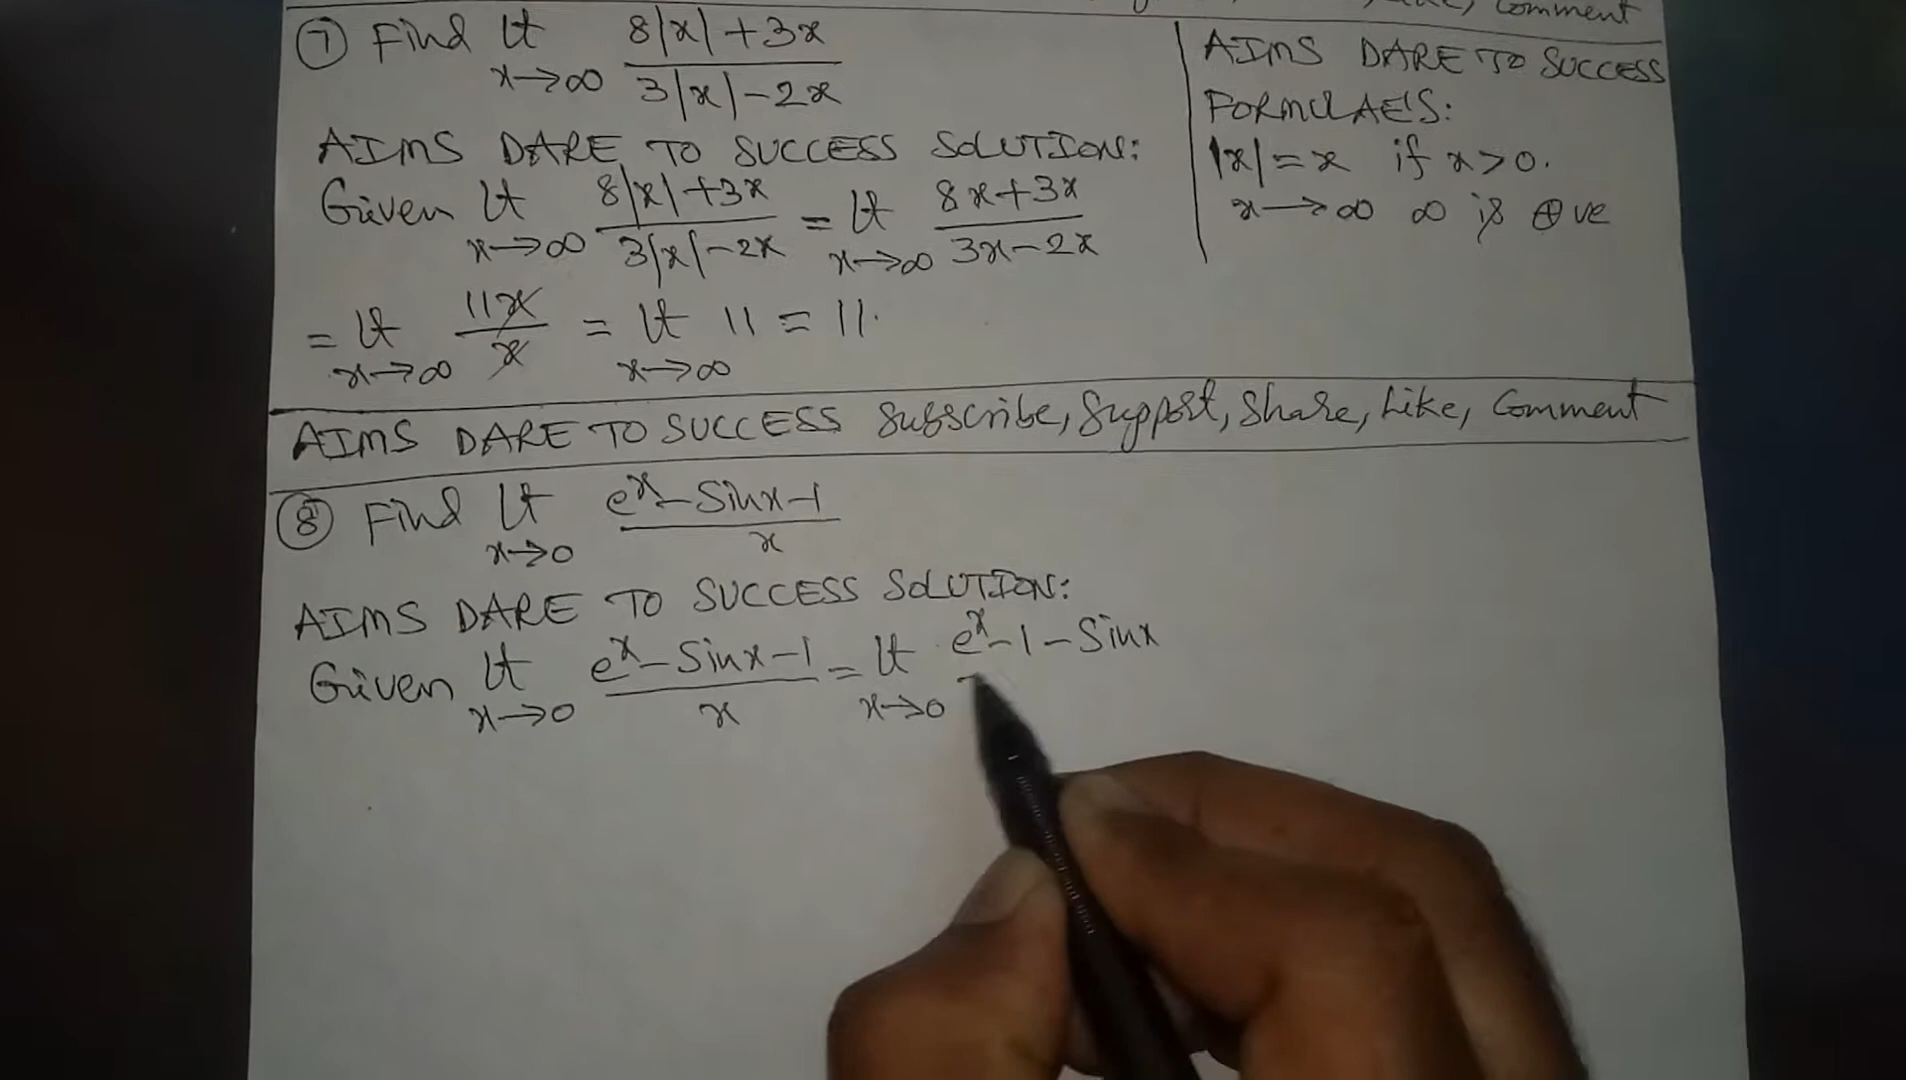 Comment
⑦ Find lt x→∞ 8|x|+3x / 3|x|-2x
AIMS DARE TO SUCCESS SOLUTION:
Given lt x→∞ 8|x|+3x / 3|x|-2x = lt x→∞ 8x+3x / 3x-2x
= lt x→∞ 11x / x = lt x→∞ 11 = 11.
AIMS DARE TO SUCCESS
FORMULAE'S:
|x| = x if x>0.
x→∞ ∞ is ⊕ve
AIMS DARE TO SUCCESS Subscribe, Support, Share, Like, Comment
⑧ Find lt x→0 e^x-Sinx-1 / x
AIMS DARE TO SUCCESS SOLUTION:
Given lt x→0 e^x-Sinx-1 / x = lt x→0 e^x-1-Sinx